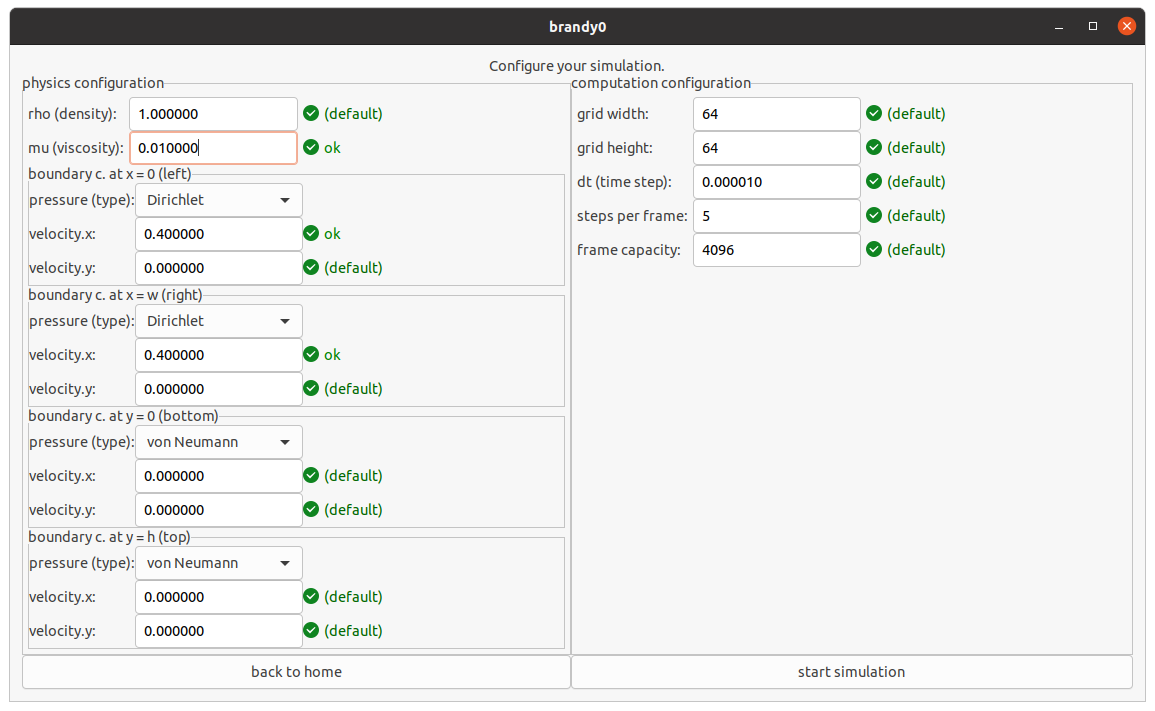 brandy0
Configure your simulation.
physics configuration
rho (density): 1.000000 (default)
mu (viscosity): 0.010000 ok
boundary c. at x = 0 (left)
pressure (type): Dirichlet
velocity.x: 0.400000 ok
velocity.y: 0.000000 (default)
boundary c. at x = w (right)
pressure (type): Dirichlet
velocity.x: 0.400000 ok
velocity.y: 0.000000 (default)
boundary c. at y = 0 (bottom)
pressure (type): von Neumann
velocity.x: 0.000000 (default)
velocity.y: 0.000000 (default)
boundary c. at y = h (top)
pressure (type): von Neumann
velocity.x: 0.000000 (default)
velocity.y: 0.000000 (default)
computation configuration
grid width: 64 (default)
grid height: 64 (default)
dt (time step): 0.000010 (default)
steps per frame: 5 (default)
frame capacity: 4096 (default)
back to home
start simulation